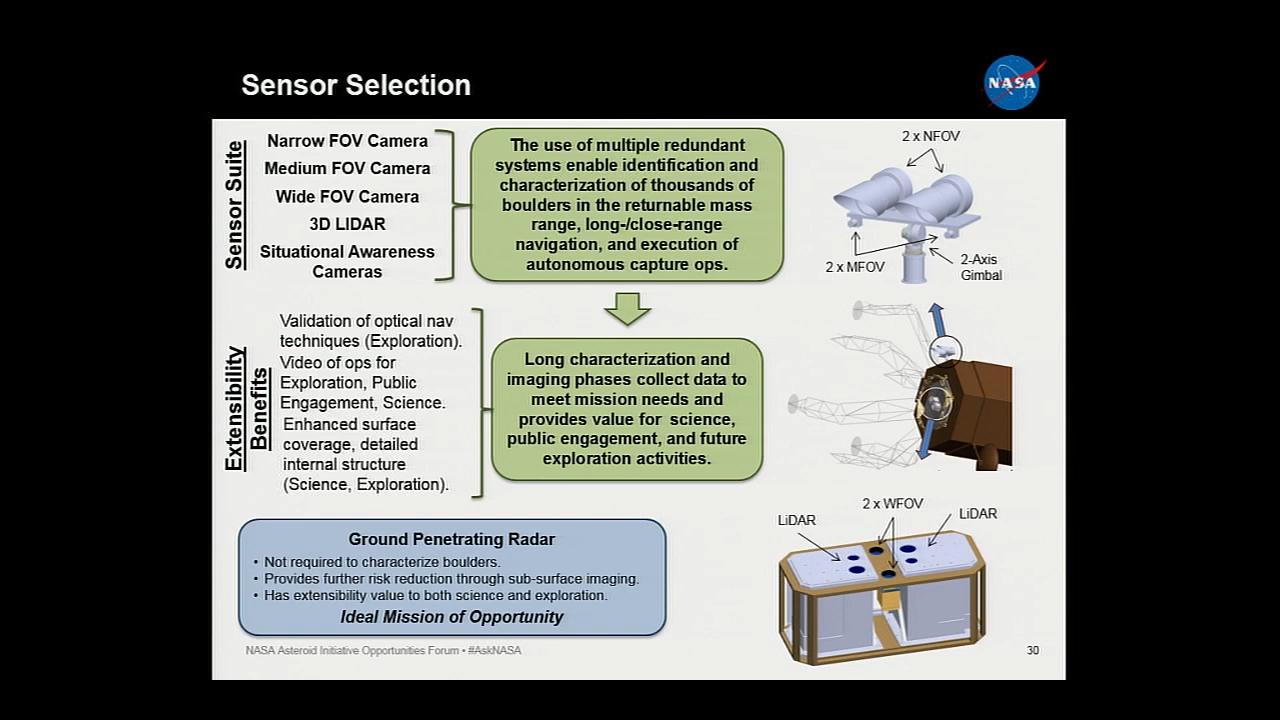 Sensor Selection
NASA
Sensor Suite
Narrow FOV Camera
Medium FOV Camera
Wide FOV Camera
3D LIDAR
Situational Awareness
Cameras
The use of multiple redundant
systems enable identification and
characterization of thousands of
boulders in the returnable mass
range, long-/close-range
navigation, and execution of
autonomous capture ops.
2 x NFOV
2 x MFOV
2-Axis
Gimbal
Extensibility
Benefits
Validation of optical nav
techniques (Exploration).
Video of ops for
Exploration, Public
Engagement, Science.
Enhanced surface
coverage, detailed
internal structure
(Science, Exploration).
Long characterization and
imaging phases collect data to
meet mission needs and
provides value for science,
public engagement, and future
exploration activities.
Ground Penetrating Radar
• Not required to characterize boulders.
• Provides further risk reduction through sub-surface imaging.
• Has extensibility value to both science and exploration.
Ideal Mission of Opportunity
2 x WFOV
LiDAR
LiDAR
NASA Asteroid Initiative Opportunities Forum • #AskNASA
30